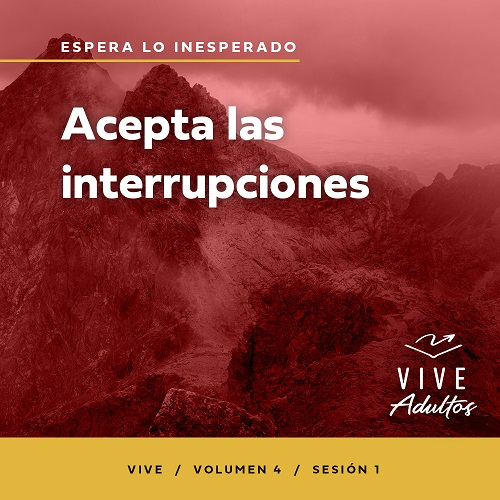 ESPERA LO INESPERADO
Acepta las
interrupciones
VIVE
Adultos
VIVE / VOLUMEN 4 / SESIÓN 1